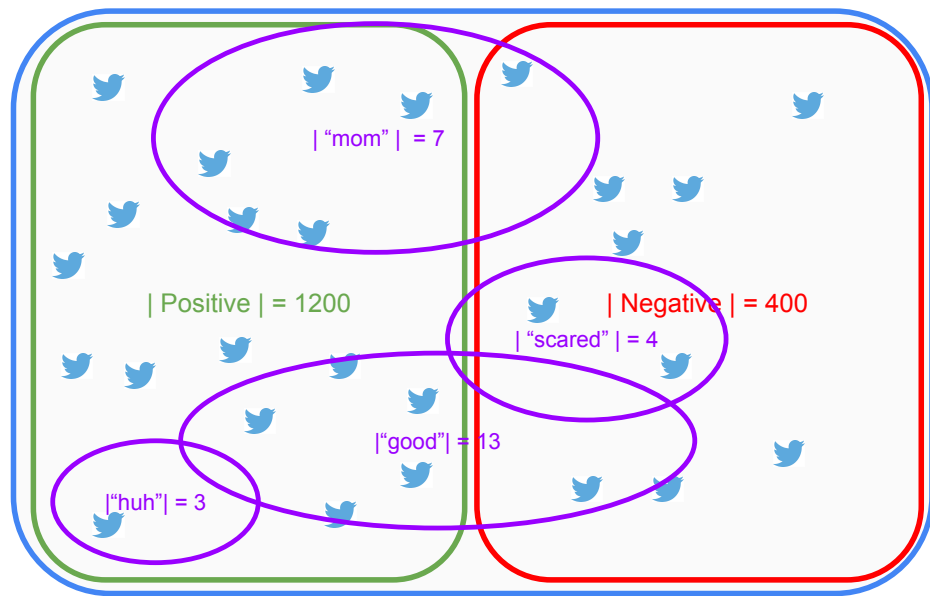 | “mom” | = 7
| Positive | = 1200
| Negative | = 400
| “scared” | = 4
|“good”| = 13
|“huh”| = 3